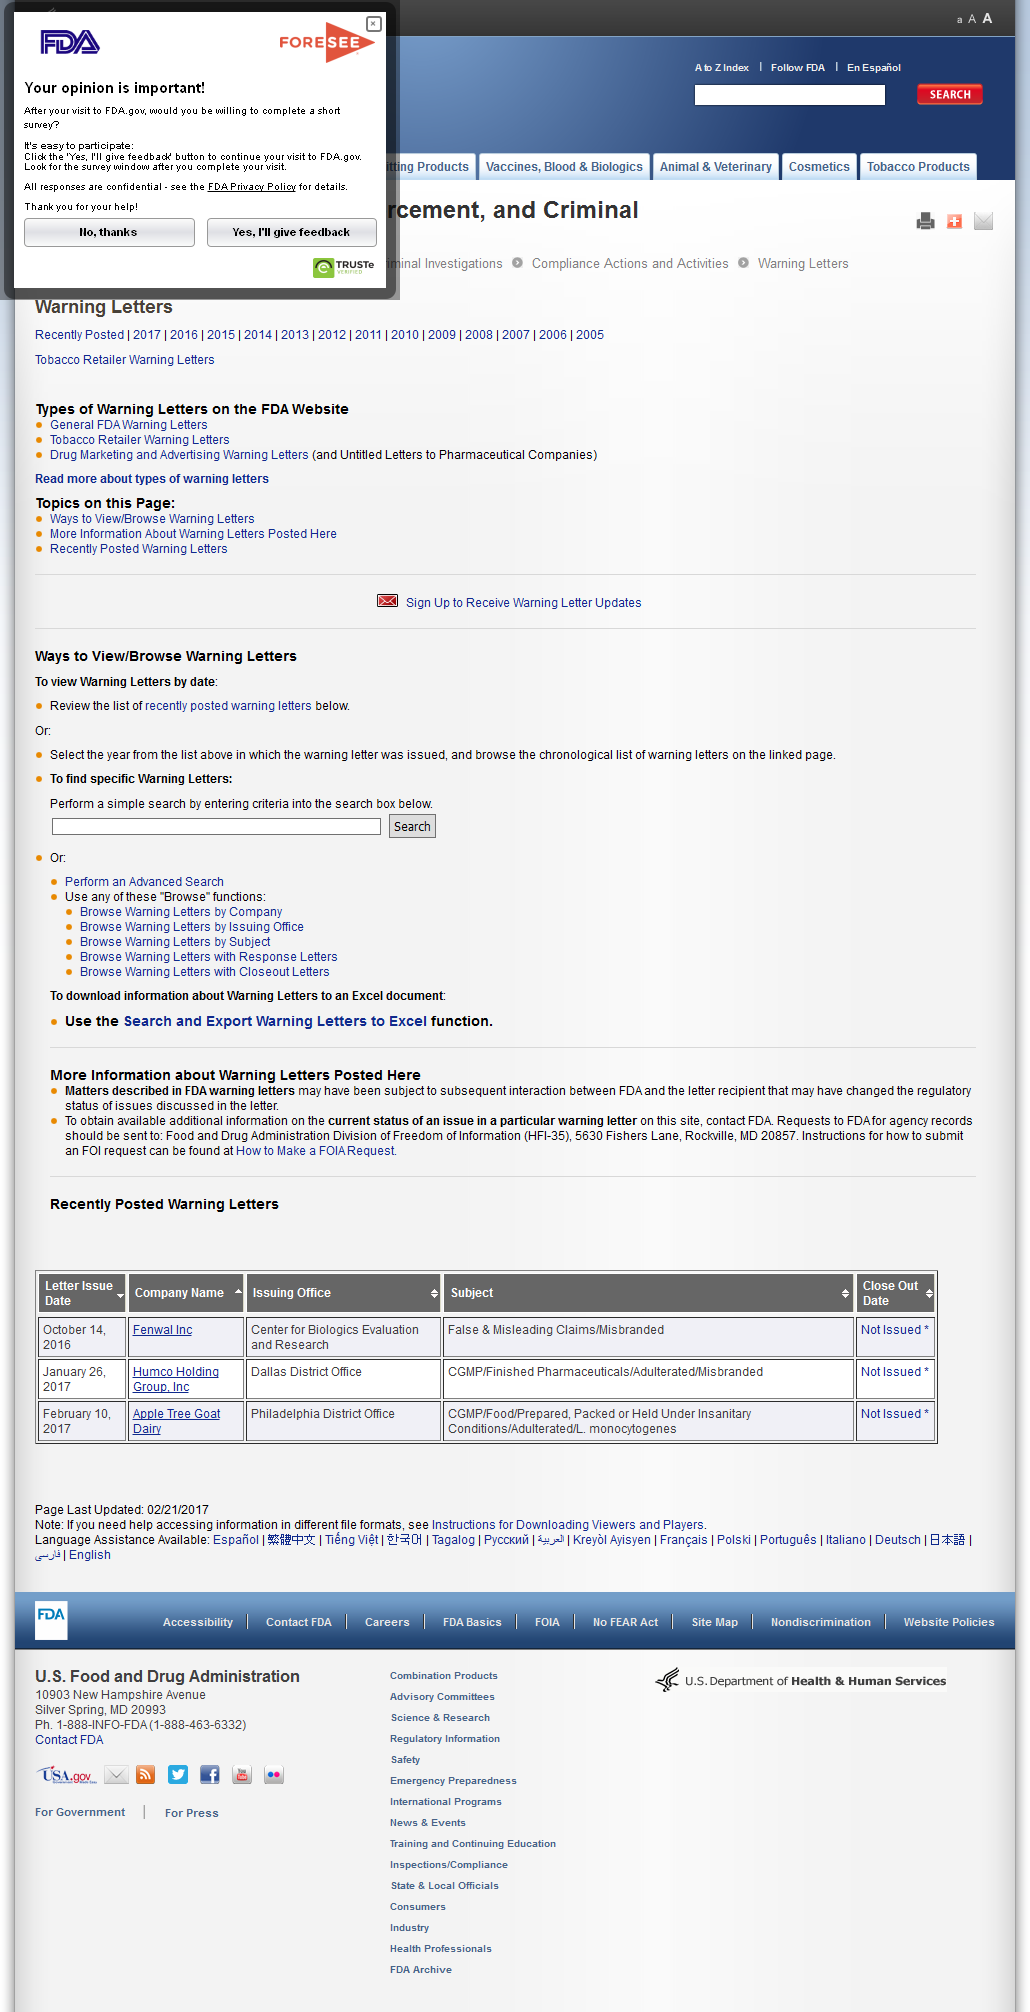 FDA
FORESEE
Your opinion is important!
After your visit to FDA.gov, would you be willing to complete a short
survey?
It's easy to participate:
Click the 'Yes, I'll give feedback' button to continue your visit to FDA.gov.
Look for the survey window after you complete your visit.
All responses are confidential - see the FDA Privacy Policy for details.
Thank you for your help!
No, thanks
Yes, I'll give feedback
TRUSTe
VERIFIED
a A A
A to Z Index | Follow FDA | En Español
SEARCH
Products
Vaccines, Blood & Biologics
Animal & Veterinary
Cosmetics
Tobacco Products
and Criminal
Investigations
Compliance Actions and Activities
Warning Letters
Warning Letters
Recently Posted | 2017 | 2016 | 2015 | 2014 | 2013 | 2012 | 2011 | 2010 | 2009 | 2008 | 2007 | 2006 | 2005
Tobacco Retailer Warning Letters
Types of Warning Letters on the FDA Website
General FDA Warning Letters
Tobacco Retailer Warning Letters
Drug Marketing and Advertising Warning Letters (and Untitled Letters to Pharmaceutical Companies)
Read more about types of warning letters
Topics on this Page:
Ways to View/Browse Warning Letters
More Information About Warning Letters Posted Here
Recently Posted Warning Letters
Sign Up to Receive Warning Letter Updates
Ways to View/Browse Warning Letters
To view Warning Letters by date:
Review the list of recently posted warning letters below.
Or:
Select the year from the list above in which the warning letter was issued, and browse the chronological list of warning letters on the linked page.
To find specific Warning Letters:
Perform a simple search by entering criteria into the search box below.
Search
Or:
Perform an Advanced Search
Use any of these "Browse" functions:
Browse Warning Letters by Company
Browse Warning Letters by Issuing Office
Browse Warning Letters by Subject
Browse Warning Letters with Response Letters
Browse Warning Letters with Closeout Letters
To download information about Warning Letters to an Excel document:
Use the Search and Export Warning Letters to Excel function.
More Information about Warning Letters Posted Here
Matters described in FDA warning letters may have been subject to subsequent interaction between FDA and the letter recipient that may have changed the regulatory
status of issues discussed in the letter.
To obtain available additional information on the current status of an issue in a particular warning letter on this site, contact FDA. Requests to FDA for agency records
should be sent to: Food and Drug Administration Division of Freedom of Information (HFI-35), 5630 Fishers Lane, Rockville, MD 20857. Instructions for how to submit
an FOI request can be found at How to Make a FOIA Request.
Recently Posted Warning Letters
Letter Issue Date
Company Name
Issuing Office
Subject
Close Out Date
October 14, 2016
Fenwal Inc
Center for Biologics Evaluation and Research
False & Misleading Claims/Misbranded
Not Issued *
January 26, 2017
Humco Holding Group, Inc
Dallas District Office
CGMP/Finished Pharmaceuticals/Adulterated/Misbranded
Not Issued *
February 10, 2017
Apple Tree Goat Dairy
Philadelphia District Office
CGMP/Food/Prepared, Packed or Held Under Insanitary Conditions/Adulterated/L. monocytogenes
Not Issued *
Page Last Updated: 02/21/2017
Note: If you need help accessing information in different file formats, see Instructions for Downloading Viewers and Players.
Language Assistance Available: Español | 繁體中文 | Tiếng Việt | 한국어 | Tagalog | Русский | العربية | Kreyòl Ayisyen | Français | Polski | Português | Italiano | Deutsch | 日本語 |
فارسی | English
FDA
Accessibility
Contact FDA
Careers
FDA Basics
FOIA
No FEAR Act
Site Map
Nondiscrimination
Website Policies
U.S. Food and Drug Administration
10903 New Hampshire Avenue
Silver Spring, MD 20993
Ph. 1-888-INFO-FDA (1-888-463-6332)
Contact FDA
USA.gov
You Tube
For Government | For Press
Combination Products
Advisory Committees
Science & Research
Regulatory Information
Safety
Emergency Preparedness
International Programs
News & Events
Training and Continuing Education
Inspections/Compliance
State & Local Officials
Consumers
Industry
Health Professionals
FDA Archive
U.S. Department of Health & Human Services